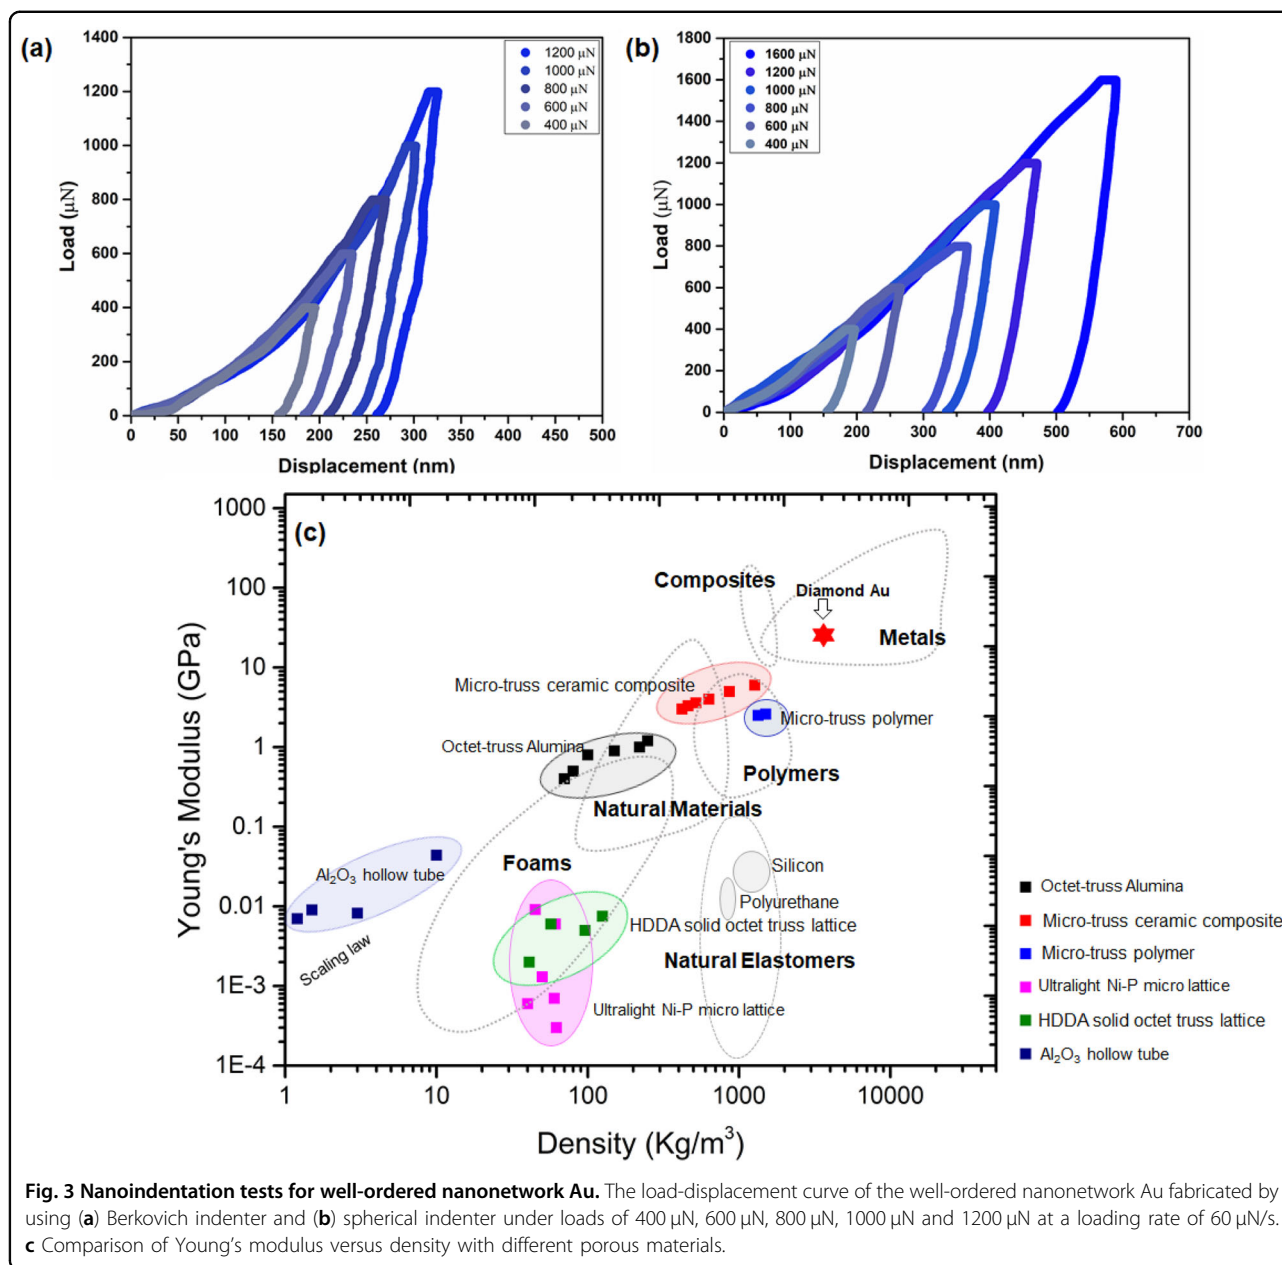 (a)
1400
1200
1000
800
600
400
200
0
Load (µN)
1200 µN
1000 µN
800 µN
600 µN
400 µN
0 50 100 150 200 250 300 350 400 450 500
Displacement (nm)
(b)
1800
1600
1400
1200
1000
800
600
400
200
0
Load (µN)
1600 µN
1200 µN
1000 µN
800 µN
600 µN
400 µN
0 100 200 300 400 500 600 700
Displacement (nm)
(c)
1000
100
10
1
0.1
0.01
1E-3
1E-4
Young's Modulus (GPa)
Composites
Diamond Au
Metals
Micro-truss ceramic composite
Micro-truss polymer
Octet-truss Alumina
Polymers
Natural Materials
Foams
Al₂O₃ hollow tube
Silicon
Polyurethane
HDDA solid octet truss lattice
Scaling law
Natural Elastomers
Ultralight Ni-P micro lattice
1 10 100 1000 10000
Density (Kg/m³)
Octet-truss Alumina
Micro-truss ceramic composite
Micro-truss polymer
Ultralight Ni-P micro lattice
HDDA solid octet truss lattice
Al₂O₃ hollow tube
Fig. 3 Nanoindentation tests for well-ordered nanonetwork Au. The load-displacement curve of the well-ordered nanonetwork Au fabricated by
using (a) Berkovich indenter and (b) spherical indenter under loads of 400 µN, 600 µN, 800 µN, 1000 µN and 1200 µN at a loading rate of 60 µN/s.
c Comparison of Young's modulus versus density with different porous materials.